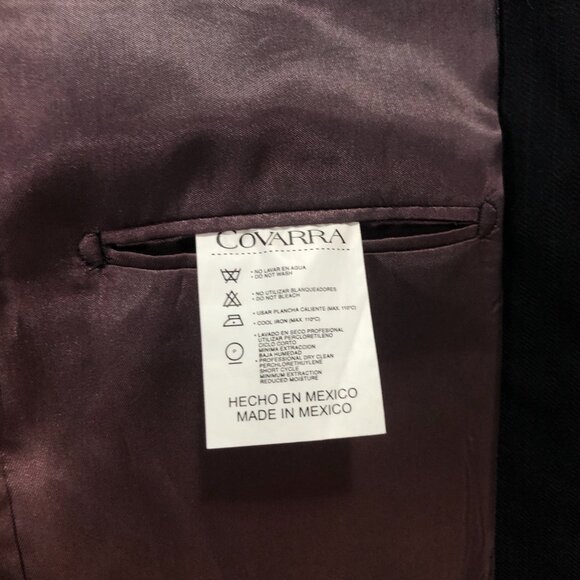 COVARRA
• NO LAVAR EN AGUA
• DO NOT WASH
• NO UTILIZAR BLANQUEADORES
• DO NOT BLEACH
• USAR PLANCHA CALIENTE (MAX. 110°C)
• COOL IRON (MAX. 110°C)
• LAVADO EN SECO PROFESIONAL
UTILIZAR PERCLORETILENO
CICLO CORTO
MINIMA EXTRACCION
BAJA HUMEDAD
• PROFESSIONAL DRY CLEAN
PERCHLORETHYLENE
SHORT CYCLE
MINIMUM EXTRACTION
REDUCED MOISTURE
P
HECHO EN MEXICO
MADE IN MEXICO